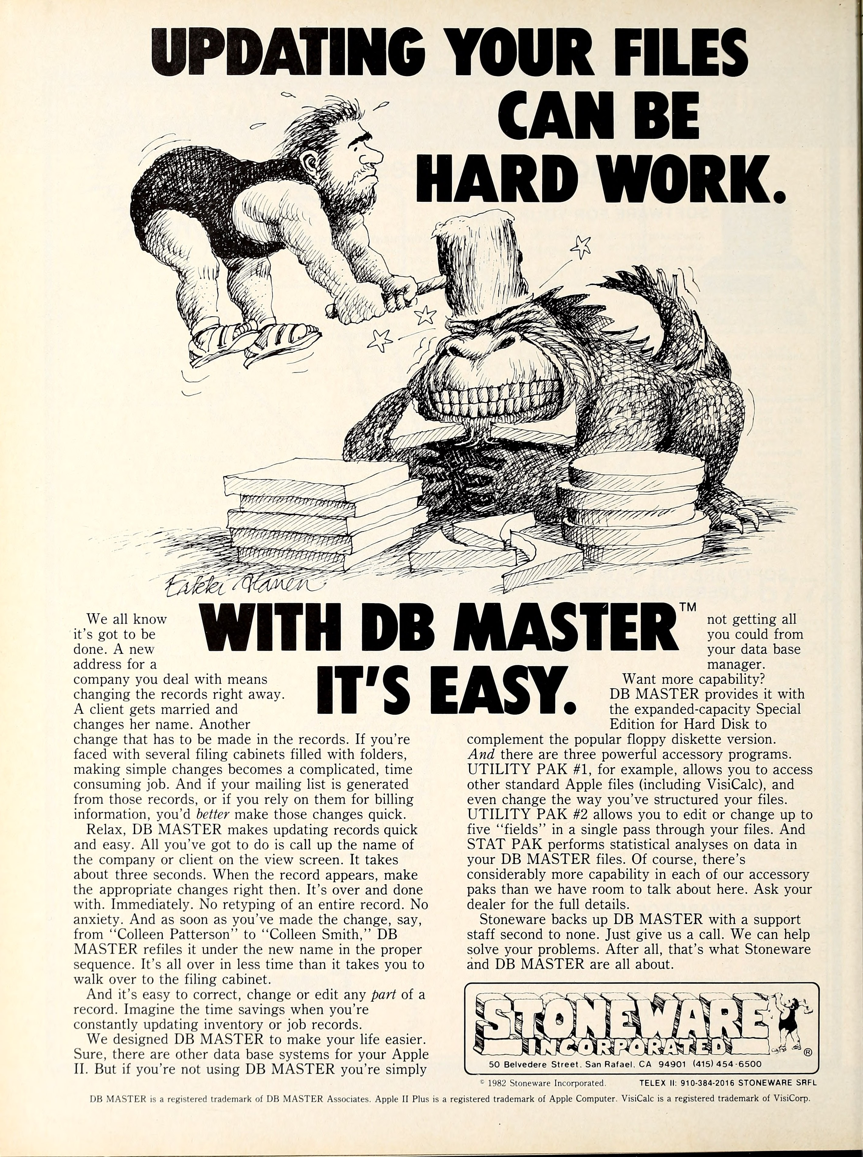 UPDATING YOUR FILES
CAN BE
HARD WORK.
WITH DB MASTER™
IT'S EASY.
We all know
it's got to be
done. A new
address for a
company you deal with means
changing the records right away.
A client gets married and
changes her name. Another
change that has to be made in the records. If you're
faced with several filing cabinets filled with folders,
making simple changes becomes a complicated, time
consuming job. And if your mailing list is generated
from those records, or if you rely on them for billing
information, you'd better make those changes quick.
Relax, DB MASTER makes updating records quick
and easy. All you've got to do is call up the name of
the company or client on the view screen. It takes
about three seconds. When the record appears, make
the appropriate changes right then. It's over and done
with. Immediately. No retyping of an entire record. No
anxiety. And as soon as you've made the change, say,
from "Colleen Patterson" to "Colleen Smith," DB
MASTER refiles it under the new name in the proper
sequence. It's all over in less time than it takes you to
walk over to the filing cabinet.
And it's easy to correct, change or edit any part of a
record. Imagine the time savings when you're
constantly updating inventory or job records.
We designed DB MASTER to make your life easier.
Sure, there are other data base systems for your Apple
II. But if you're not using DB MASTER you're simply
not getting all
you could from
your data base
manager.
Want more capability?
DB MASTER provides it with
the expanded-capacity Special
Edition for Hard Disk to
complement the popular floppy diskette version.
And there are three powerful accessory programs.
UTILITY PAK #1, for example, allows you to access
other standard Apple files (including VisiCalc), and
even change the way you've structured your files.
UTILITY PAK #2 allows you to edit or change up to
five "fields" in a single pass through your files. And
STAT PAK performs statistical analyses on data in
your DB MASTER files. Of course, there's
considerably more capability in each of our accessory
paks than we have room to talk about here. Ask your
dealer for the full details.
Stoneware backs up DB MASTER with a support
staff second to none. Just give us a call. We can help
solve your problems. After all, that's what Stoneware
and DB MASTER are all about.
STONEWARE
INCORPORATED ®
50 Belvedere Street, San Rafael, CA 94901 (415) 454-6500
© 1982 Stoneware Incorporated. TELEX II: 910-384-2016 STONEWARE SRFL
DB MASTER is a registered trademark of DB MASTER Associates. Apple II Plus is a registered trademark of Apple Computer. VisiCalc is a registered trademark of VisiCorp.